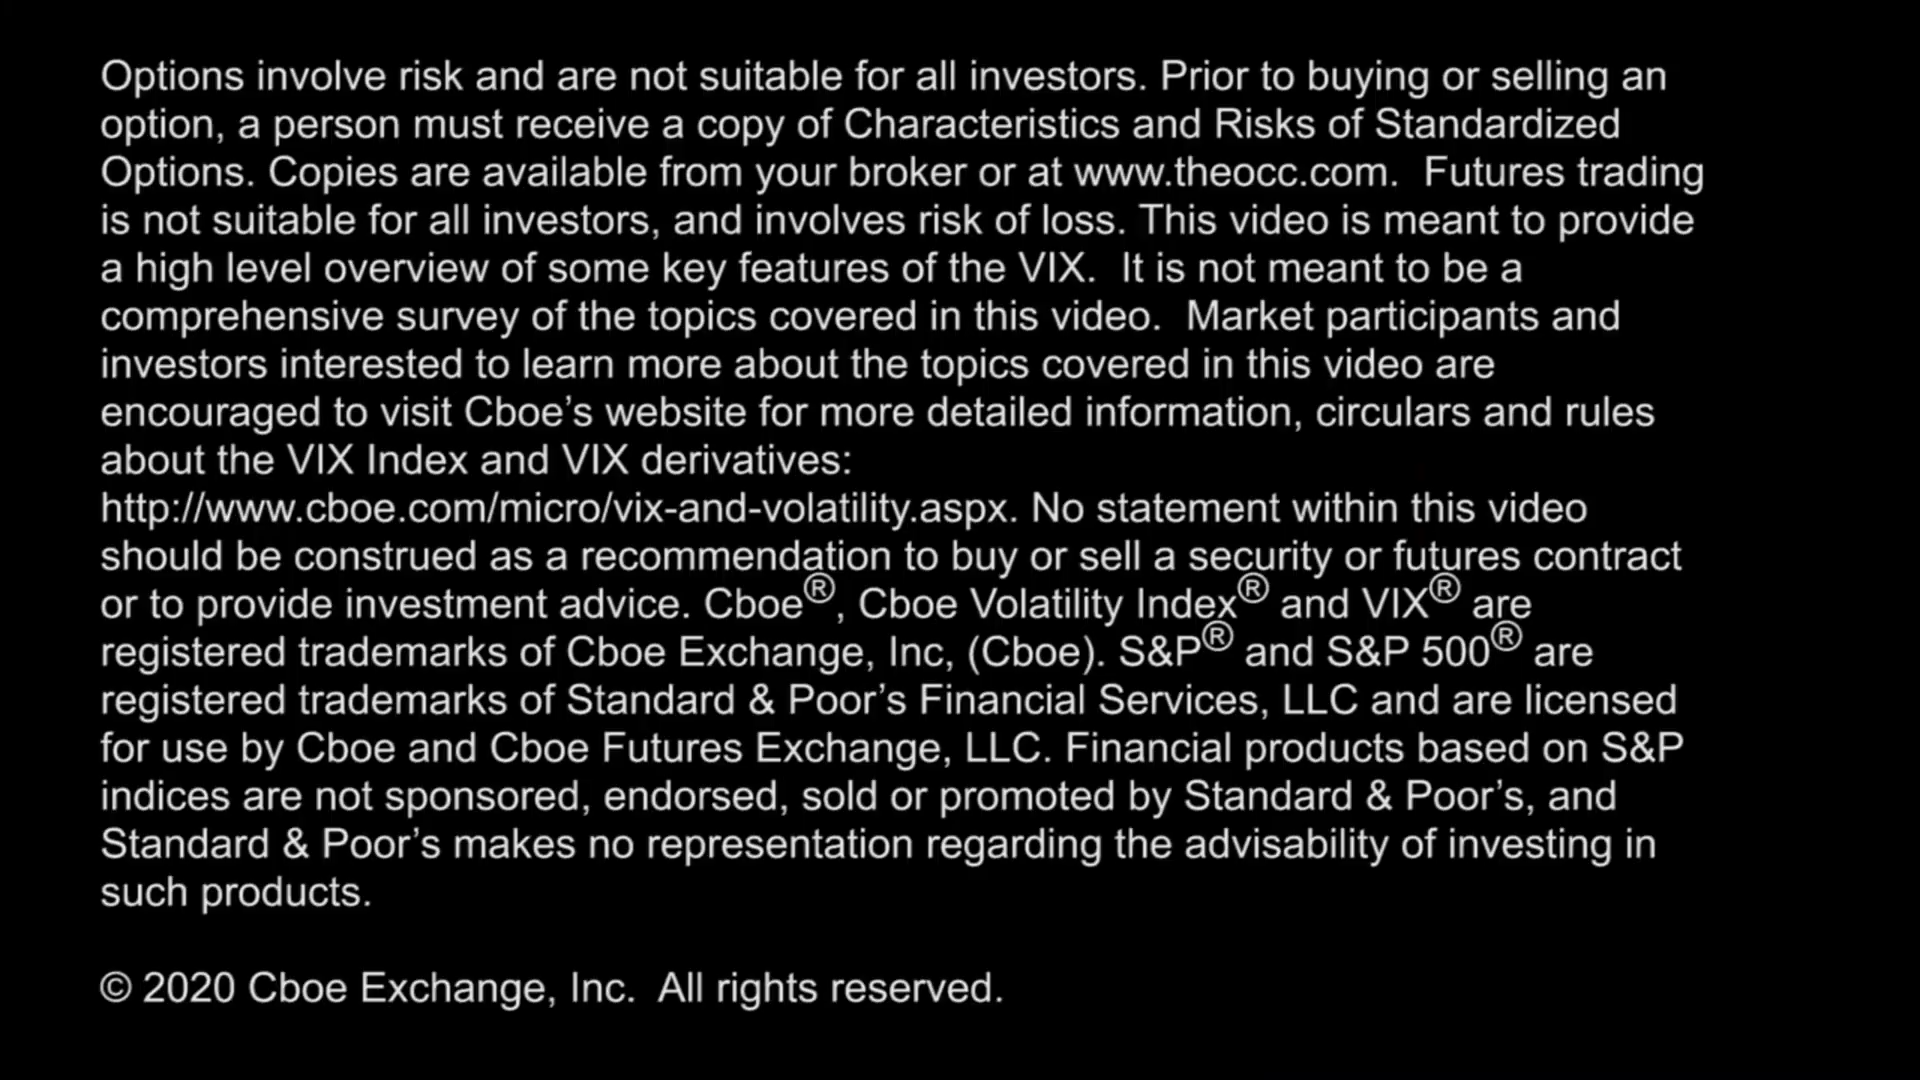 Options involve risk and are not suitable for all investors. Prior to buying or selling an
option, a person must receive a copy of Characteristics and Risks of Standardized
Options. Copies are available from your broker or at www.theocc.com.  Futures trading
is not suitable for all investors, and involves risk of loss. This video is meant to provide
a high level overview of some key features of the VIX.  It is not meant to be a
comprehensive survey of the topics covered in this video.  Market participants and
investors interested to learn more about the topics covered in this video are
encouraged to visit Cboe’s website for more detailed information, circulars and rules
about the VIX Index and VIX derivatives:
http://www.cboe.com/micro/vix-and-volatility.aspx. No statement within this video
should be construed as a recommendation to buy or sell a security or futures contract
or to provide investment advice. Cboe®, Cboe Volatility Index® and VIX® are
registered trademarks of Cboe Exchange, Inc, (Cboe). S&P® and S&P 500® are
registered trademarks of Standard & Poor’s Financial Services, LLC and are licensed
for use by Cboe and Cboe Futures Exchange, LLC. Financial products based on S&P
indices are not sponsored, endorsed, sold or promoted by Standard & Poor’s, and
Standard & Poor’s makes no representation regarding the advisability of investing in
such products.
© 2020 Cboe Exchange, Inc.  All rights reserved.